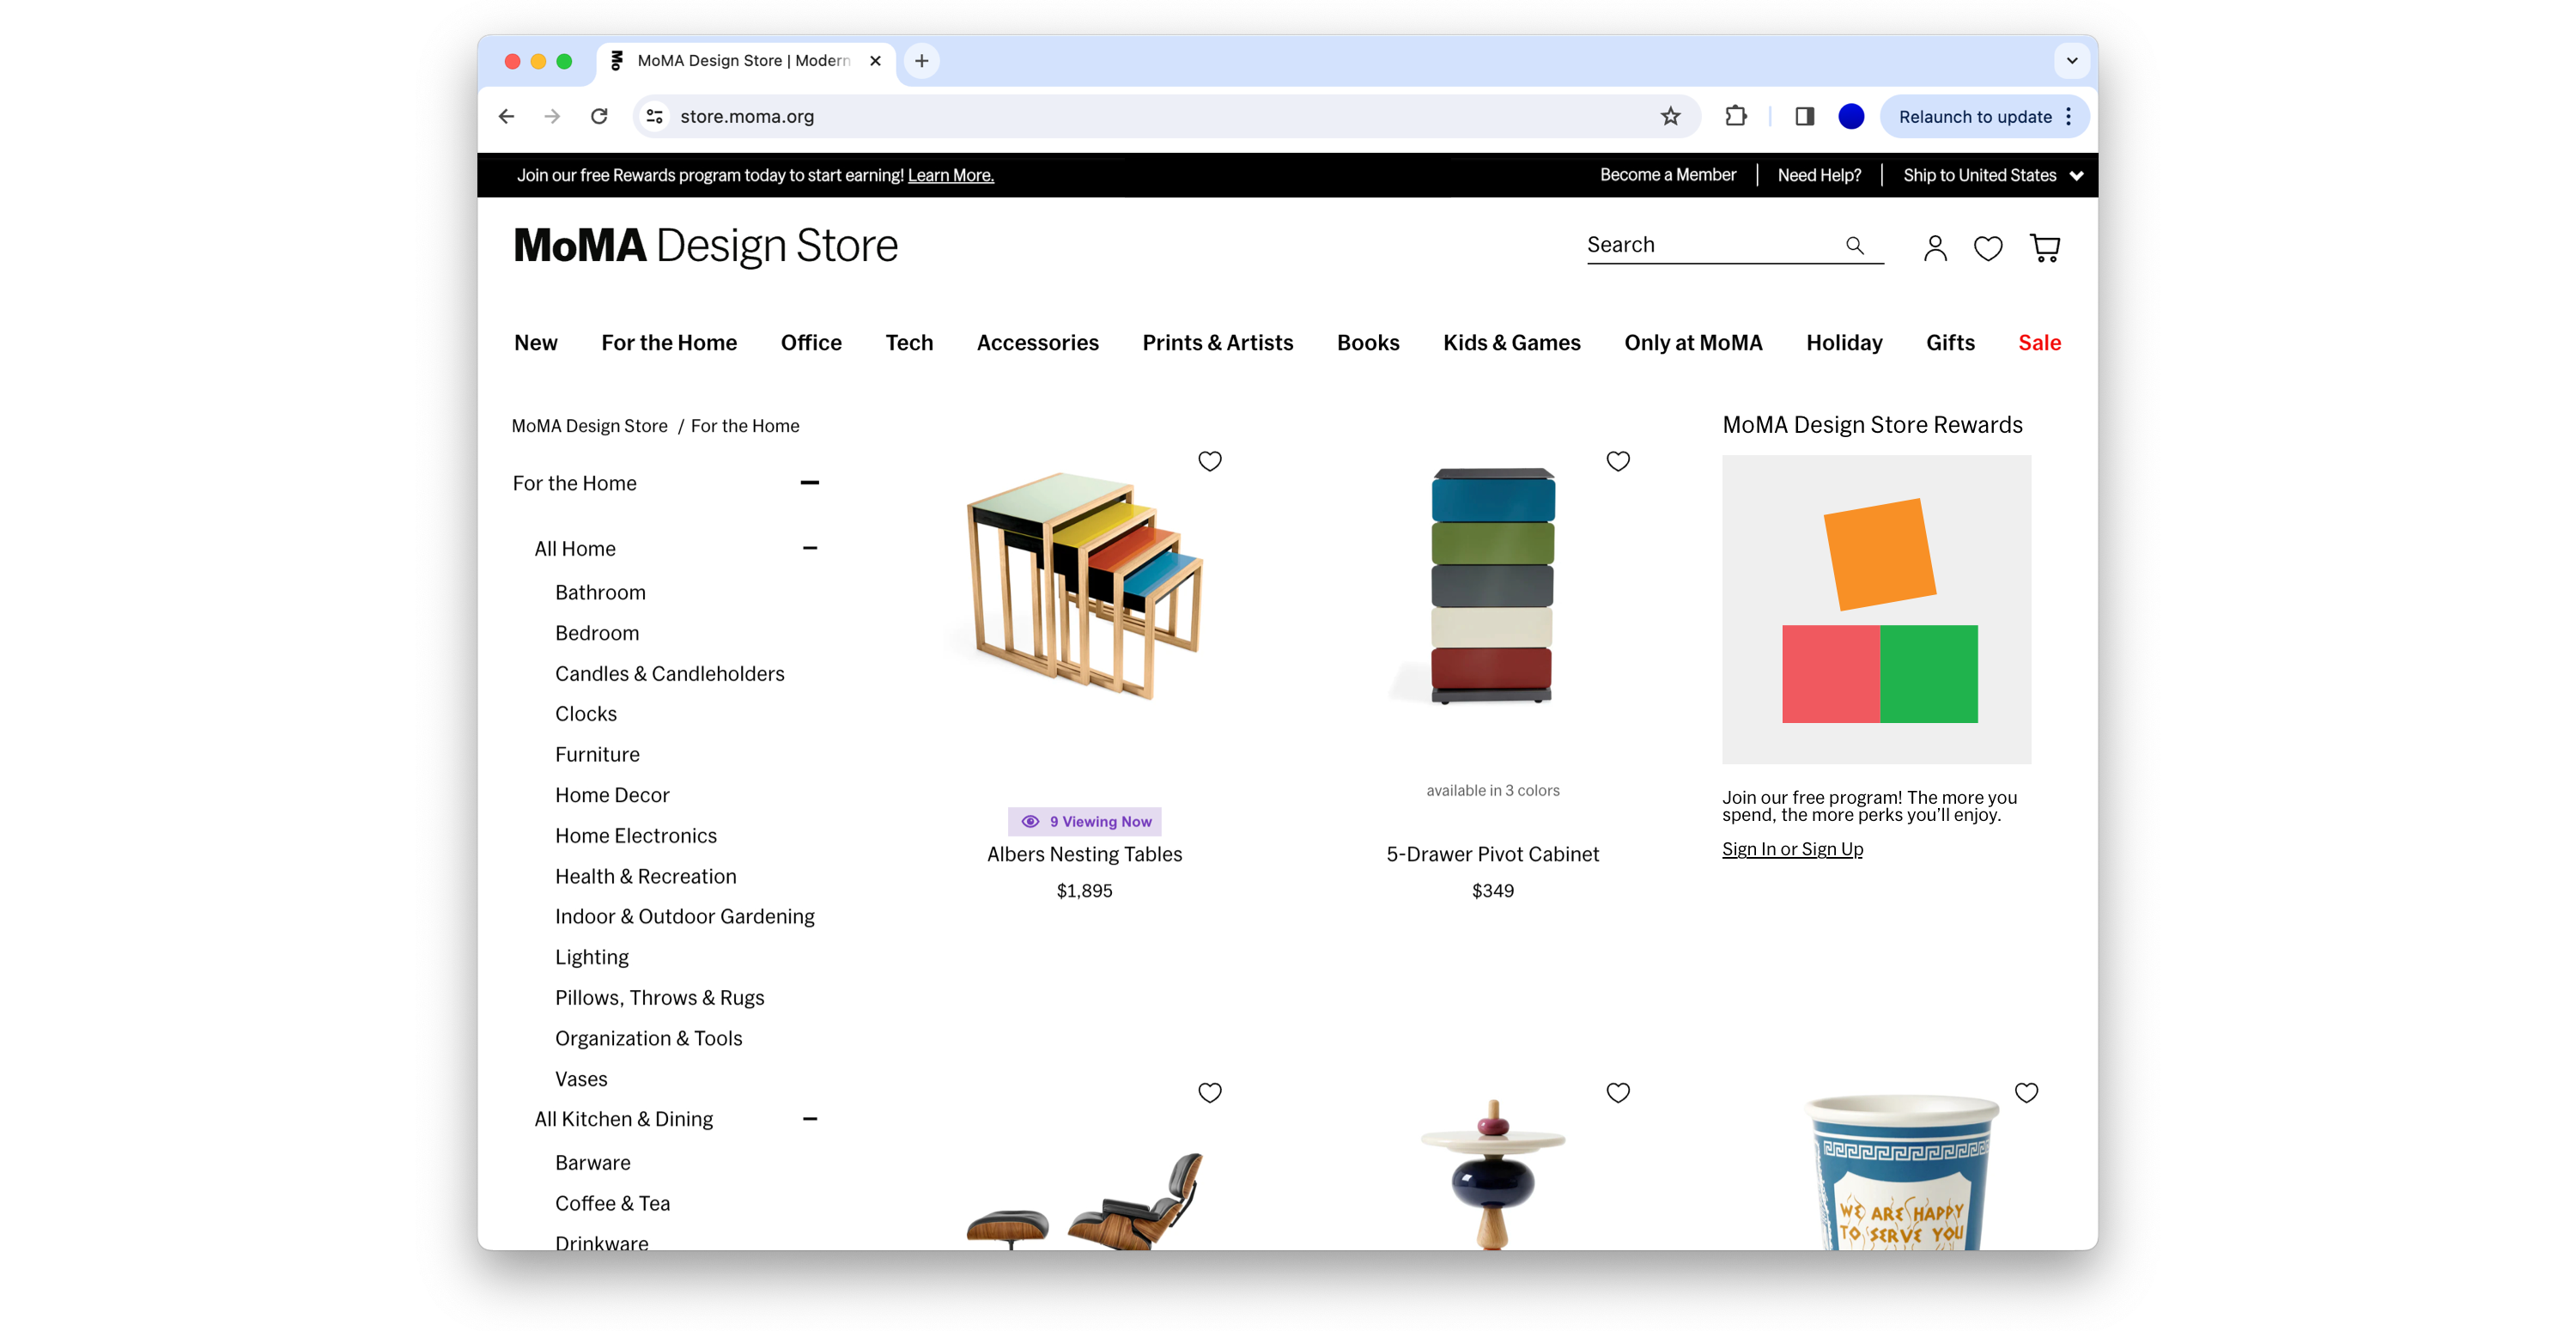 MoMA Design Store | Modern
store.moma.org
Relaunch to update
Join our free Rewards program today to start earning! Learn More.
Become a Member
Need Help?
Ship to United States
MoMA Design Store
Search
New
For the Home
Office
Tech
Accessories
Prints & Artists
Books
Kids & Games
Only at MoMA
Holiday
Gifts
Sale
MoMA Design Store / For the Home
For the Home
All Home
Bathroom
Bedroom
Candles & Candleholders
Clocks
Furniture
Home Decor
Home Electronics
Health & Recreation
Indoor & Outdoor Gardening
Lighting
Pillows, Throws & Rugs
Organization & Tools
Vases
All Kitchen & Dining
Barware
Coffee & Tea
Drinkware
9 Viewing Now
Albers Nesting Tables
$1,895
available in 3 colors
5-Drawer Pivot Cabinet
$349
MoMA Design Store Rewards
Join our free program! The more you
spend, the more perks you'll enjoy.
Sign In or Sign Up
WE ARE HAPPY
TO SERVE YOU